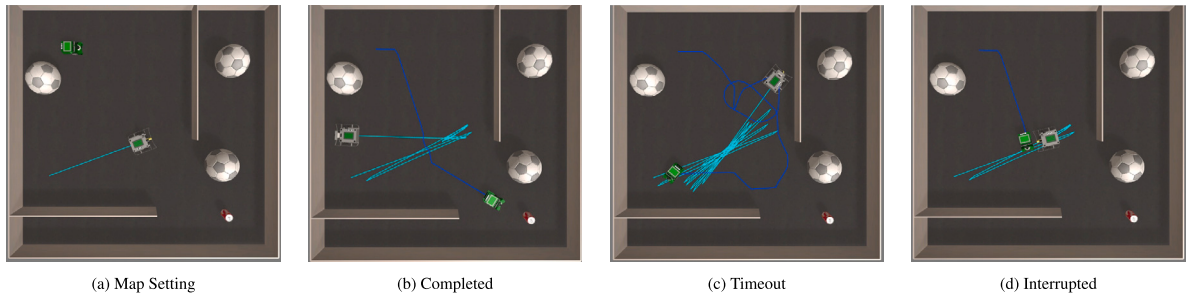 (a) Map Setting
(b) Completed
(c) Timeout
(d) Interrupted